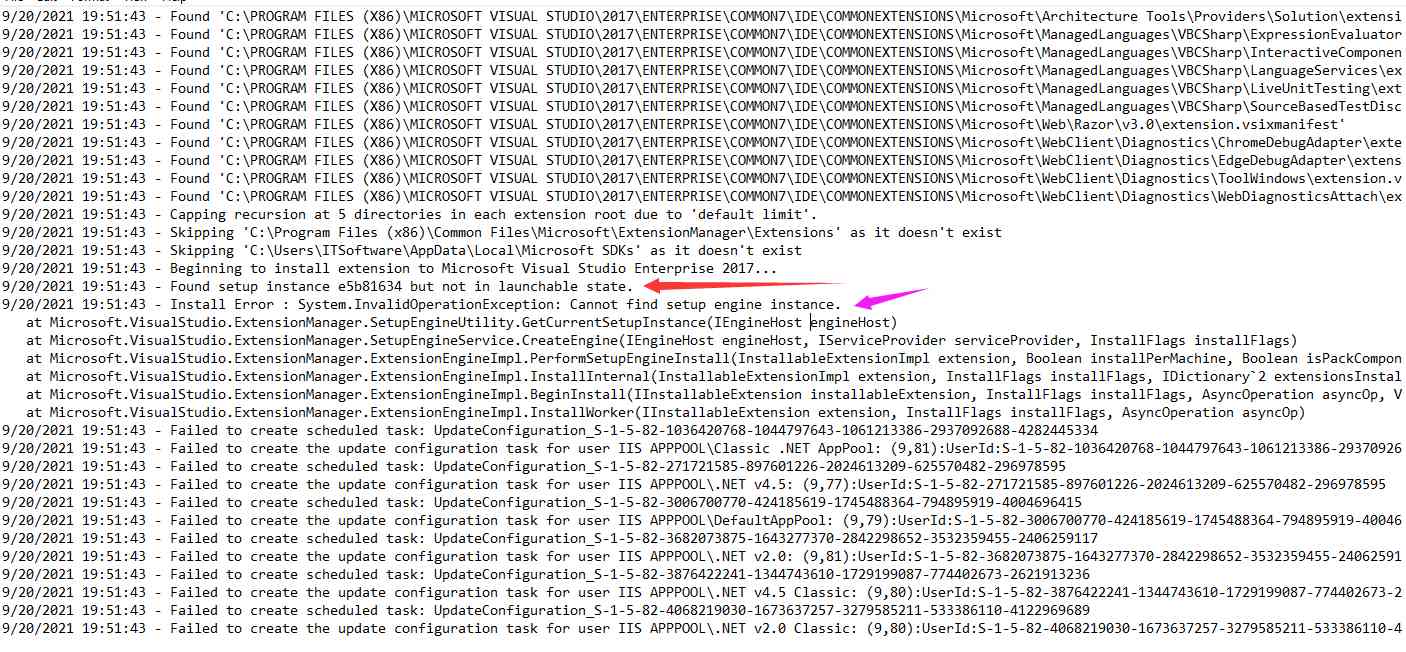 9/20/2021 19:51:43 - Found 'C:\PROGRAM FILES (X86)\MICROSOFT VISUAL STUDIO\2017\ENTERPRISE\COMMON7\IDE\COMMONEXTENSIONS\Microsoft\Architecture Tools\Providers\Solution\extensi
9/20/2021 19:51:43 - Found 'C:\PROGRAM FILES (X86)\MICROSOFT VISUAL STUDIO\2017\ENTERPRISE\COMMON7\IDE\COMMONEXTENSIONS\Microsoft\ManagedLanguages\VBCSharp\ExpressionEvaluator
9/20/2021 19:51:43 - Found 'C:\PROGRAM FILES (X86)\MICROSOFT VISUAL STUDIO\2017\ENTERPRISE\COMMON7\IDE\COMMONEXTENSIONS\Microsoft\ManagedLanguages\VBCSharp\InteractiveComponen
9/20/2021 19:51:43 - Found 'C:\PROGRAM FILES (X86)\MICROSOFT VISUAL STUDIO\2017\ENTERPRISE\COMMON7\IDE\COMMONEXTENSIONS\Microsoft\ManagedLanguages\VBCSharp\LanguageServices\ex
9/20/2021 19:51:43 - Found 'C:\PROGRAM FILES (X86)\MICROSOFT VISUAL STUDIO\2017\ENTERPRISE\COMMON7\IDE\COMMONEXTENSIONS\Microsoft\ManagedLanguages\VBCSharp\LiveUnitTesting\ext
9/20/2021 19:51:43 - Found 'C:\PROGRAM FILES (X86)\MICROSOFT VISUAL STUDIO\2017\ENTERPRISE\COMMON7\IDE\COMMONEXTENSIONS\Microsoft\ManagedLanguages\VBCSharp\SourceBasedTestDisc
9/20/2021 19:51:43 - Found 'C:\PROGRAM FILES (X86)\MICROSOFT VISUAL STUDIO\2017\ENTERPRISE\COMMON7\IDE\COMMONEXTENSIONS\Microsoft\Web\Razor\v3.0\extension.vsixmanifest'
9/20/2021 19:51:43 - Found 'C:\PROGRAM FILES (X86)\MICROSOFT VISUAL STUDIO\2017\ENTERPRISE\COMMON7\IDE\COMMONEXTENSIONS\Microsoft\WebClient\Diagnostics\ChromeDebugAdapter\exte
9/20/2021 19:51:43 - Found 'C:\PROGRAM FILES (X86)\MICROSOFT VISUAL STUDIO\2017\ENTERPRISE\COMMON7\IDE\COMMONEXTENSIONS\Microsoft\WebClient\Diagnostics\EdgeDebugAdapter\extens
9/20/2021 19:51:43 - Found 'C:\PROGRAM FILES (X86)\MICROSOFT VISUAL STUDIO\2017\ENTERPRISE\COMMON7\IDE\COMMONEXTENSIONS\Microsoft\WebClient\Diagnostics\ToolWindows\extension.v
9/20/2021 19:51:43 - Found 'C:\PROGRAM FILES (X86)\MICROSOFT VISUAL STUDIO\2017\ENTERPRISE\COMMON7\IDE\COMMONEXTENSIONS\Microsoft\WebClient\Diagnostics\WebDiagnosticsAttach\ex
9/20/2021 19:51:43 - Capping recursion at 5 directories in each extension root due to 'default limit'.
9/20/2021 19:51:43 - Skipping 'C:\Program Files (x86)\Common Files\Microsoft\ExtensionManager\Extensions' as it doesn't exist
9/20/2021 19:51:43 - Skipping 'C:\Users\ITSoftware\AppData\Local\Microsoft SDKs' as it doesn't exist
9/20/2021 19:51:43 - Beginning to install extension to Microsoft Visual Studio Enterprise 2017...
9/20/2021 19:51:43 - Found setup instance e5b81634 but not in launchable state.
9/20/2021 19:51:43 - Install Error : System.InvalidOperationException: Cannot find setup engine instance.
at Microsoft.VisualStudio.ExtensionManager.SetupEngineUtility.GetCurrentSetupInstance(IEngineHost engineHost)
at Microsoft.VisualStudio.ExtensionManager.SetupEngineService.CreateEngine(IEngineHost engineHost, IServiceProvider serviceProvider, InstallFlags installFlags)
at Microsoft.VisualStudio.ExtensionManager.ExtensionEngineImpl.PerformSetupEngineInstall(InstallableExtensionImpl extension, Boolean installPerMachine, Boolean isPackCompon
at Microsoft.VisualStudio.ExtensionManager.ExtensionEngineImpl.InstallInternal(InstallableExtensionImpl extension, InstallFlags installFlags, IDictionary`2 extensionsInstal
at Microsoft.VisualStudio.ExtensionManager.ExtensionEngineImpl.BeginInstall(IInstallableExtension installableExtension, InstallFlags installFlags, AsyncOperation asyncOp, V
at Microsoft.VisualStudio.ExtensionManager.ExtensionEngineImpl.InstallWorker(IInstallableExtension extension, InstallFlags installFlags, AsyncOperation asyncOp)
9/20/2021 19:51:43 - Failed to create scheduled task: UpdateConfiguration_S-1-5-82-1036420768-1044797643-1061213386-2937092688-4282445334
9/20/2021 19:51:43 - Failed to create the update configuration task for user IIS APPPOOL\Classic .NET AppPool: (9,81):UserId:S-1-5-82-1036420768-1044797643-1061213386-29370926
9/20/2021 19:51:43 - Failed to create scheduled task: UpdateConfiguration_S-1-5-82-271721585-897601226-2024613209-625570482-296978595
9/20/2021 19:51:43 - Failed to create the update configuration task for user IIS APPPOOL\.NET v4.5: (9,77):UserId:S-1-5-82-271721585-897601226-2024613209-625570482-296978595
9/20/2021 19:51:43 - Failed to create scheduled task: UpdateConfiguration_S-1-5-82-3006700770-424185619-1745488364-794895919-4004696415
9/20/2021 19:51:43 - Failed to create the update configuration task for user IIS APPPOOL\DefaultAppPool: (9,79):UserId:S-1-5-82-3006700770-424185619-1745488364-794895919-40046
9/20/2021 19:51:43 - Failed to create scheduled task: UpdateConfiguration_S-1-5-82-3682073875-1643277370-2842298652-3532359455-2406259117
9/20/2021 19:51:43 - Failed to create the update configuration task for user IIS APPPOOL\.NET v2.0: (9,81):UserId:S-1-5-82-3682073875-1643277370-2842298652-3532359455-24062591
9/20/2021 19:51:43 - Failed to create scheduled task: UpdateConfiguration_S-1-5-82-3876422241-1344743610-1729199087-774402673-2621913236
9/20/2021 19:51:43 - Failed to create the update configuration task for user IIS APPPOOL\.NET v4.5 Classic: (9,80):UserId:S-1-5-82-3876422241-1344743610-1729199087-774402673-2
9/20/2021 19:51:43 - Failed to create scheduled task: UpdateConfiguration_S-1-5-82-4068219030-1673637257-3279585211-533386110-4122969689
9/20/2021 19:51:43 - Failed to create the update configuration task for user IIS APPPOOL\.NET v2.0 Classic: (9,80):UserId:S-1-5-82-4068219030-1673637257-3279585211-533386110-4